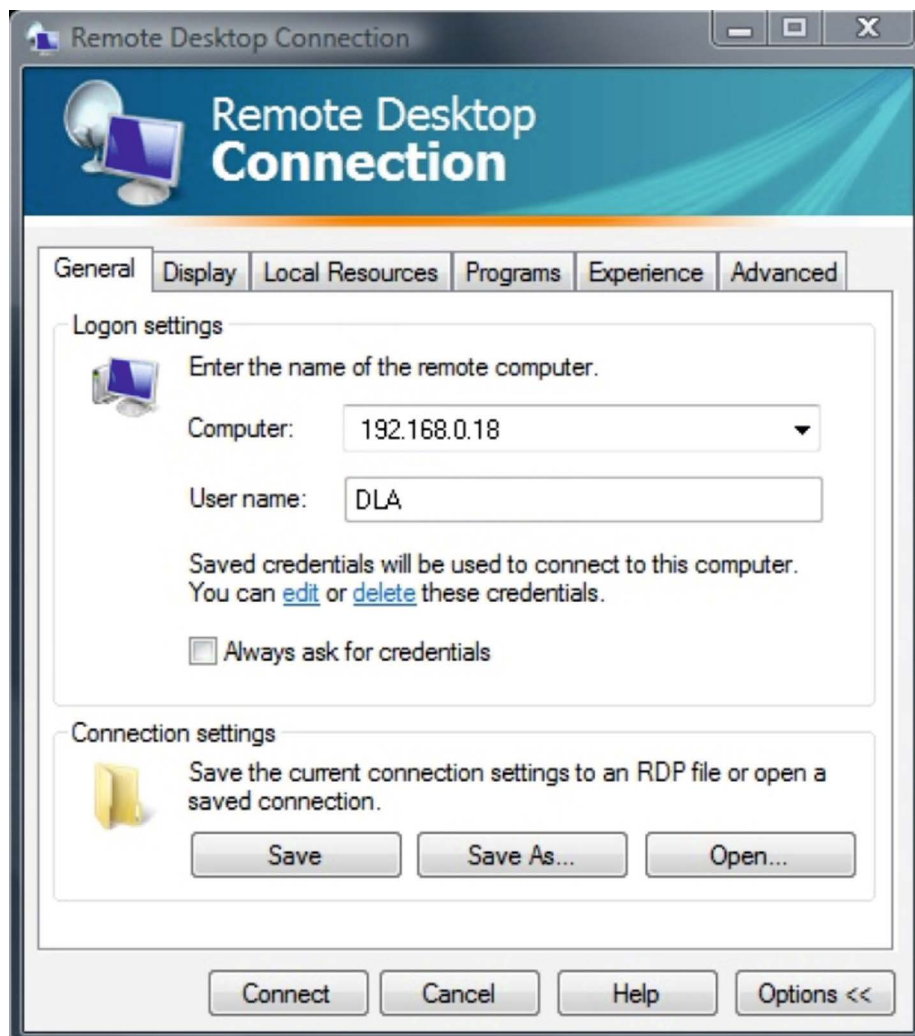 Remote Desktop Connection
Remote Desktop
Connection
General Display Local Resources Programs Experience Advanced
Logon settings
Enter the name of the remote computer.
Computer: 192.168.0.18
User name: DLA
Saved credentials will be used to connect to this computer.
You can edit or delete these credentials.
Always ask for credentials
Connection settings
Save the current connection settings to an RDP file or open a
saved connection.
Save Save As... Open...
Connect Cancel Help Options <<